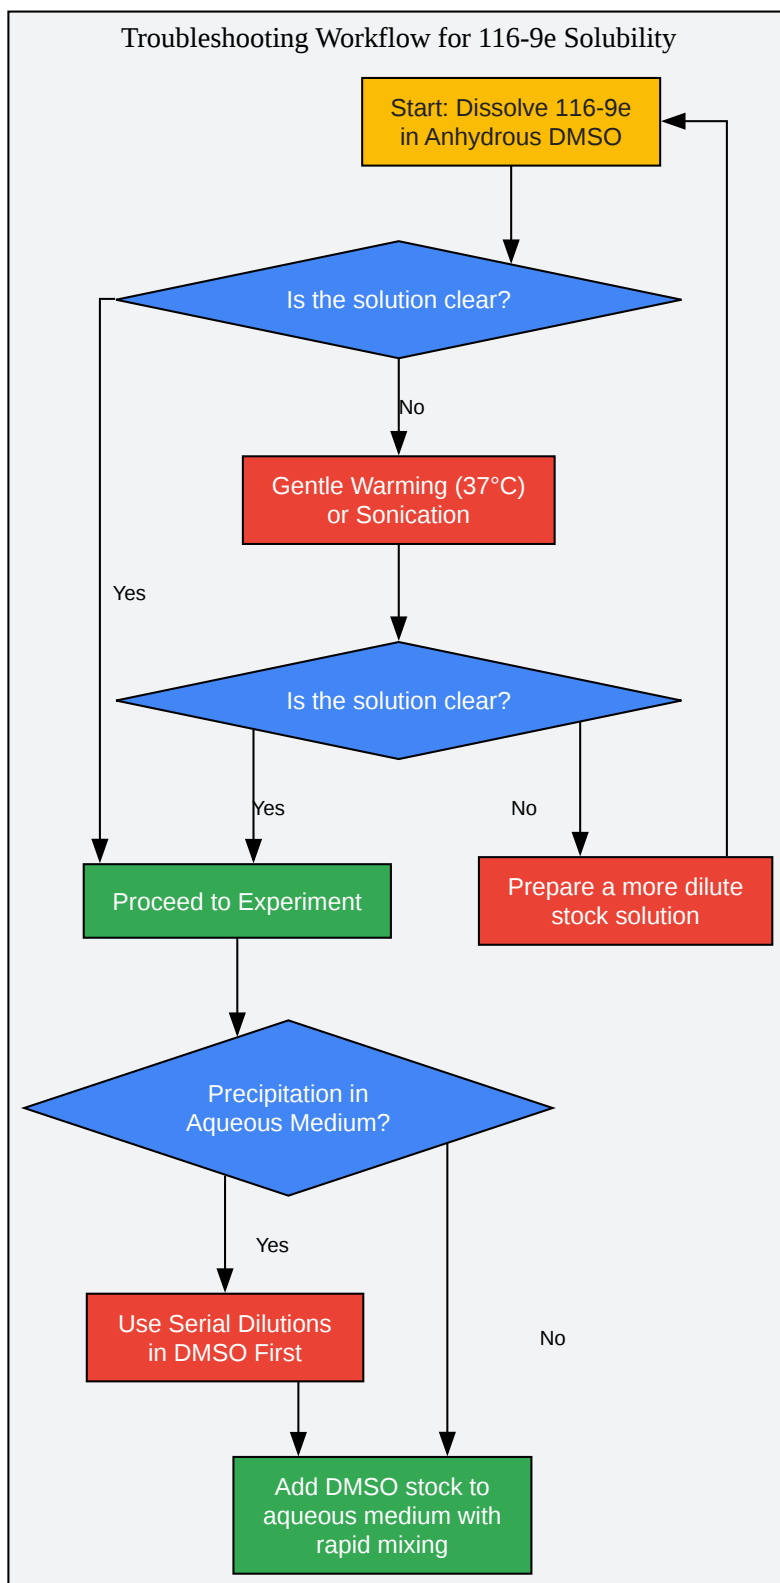 Troubleshooting Workflow for 116-9e Solubility
Start: Dissolve 116-9e
in Anhydrous DMSO
Is the solution clear?
No
Gentle Warming (37°C)
or Sonication
Yes
Is the solution clear?
Yes
No
Proceed to Experiment
Prepare a more dilute
stock solution
Precipitation in
Aqueous Medium?
Yes
Use Serial Dilutions
in DMSO First
No
Add DMSO stock to
aqueous medium with
rapid mixing